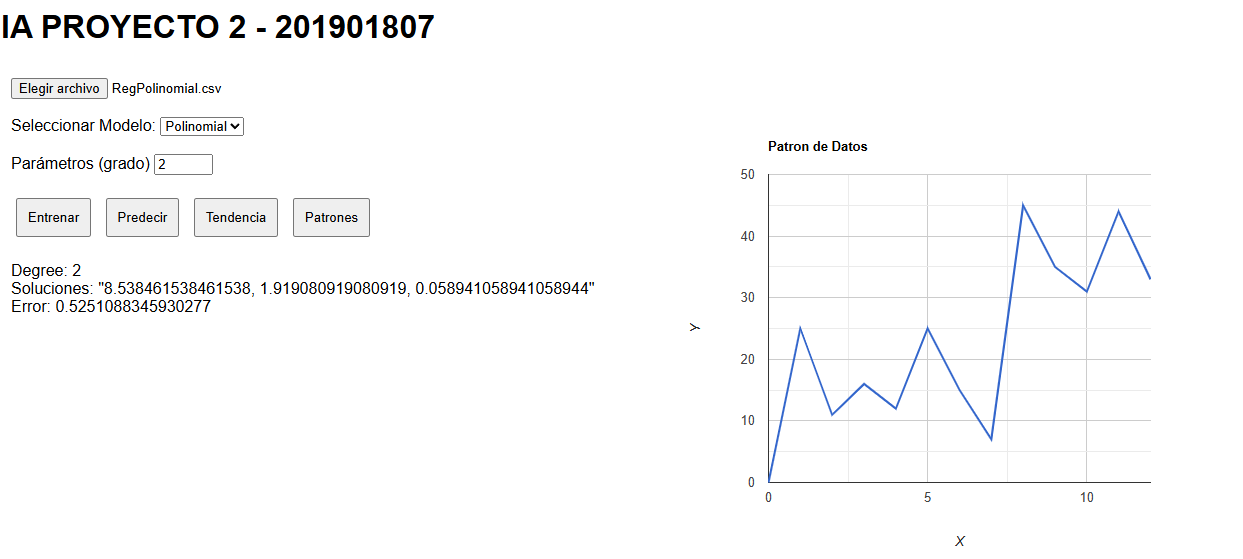 IA PROYECTO 2 - 201901807
Elegir archivo RegPolinomial.csv
Seleccionar Modelo: Polinomial
Parámetros (grado) 2
Entrenar Predecir Tendencia Patrones
Degree: 2
Soluciones: "8.538461538461538, 1.919080919080919, 0.058941058941058944"
Error: 0.5251088345930277
Patron de Datos
50
40
30
20
10
0
Y
0 5 10
X